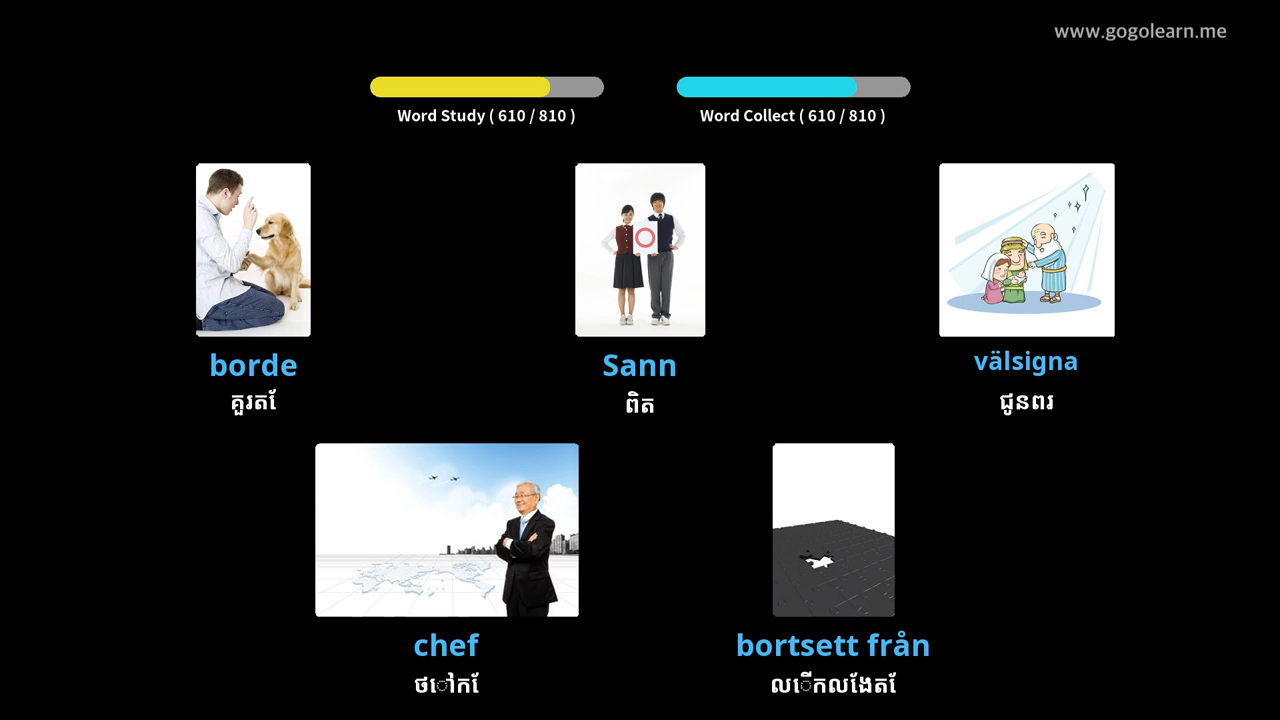 www.gogolearn.me
Word Study ( 610 / 810 )
Word Collect ( 610 / 810 )
borde
គួរតែ
Sann
ពិត
välsigna
ជូនពរ
chef
ថៅកែ
bortsett från
លើកលែងតែ